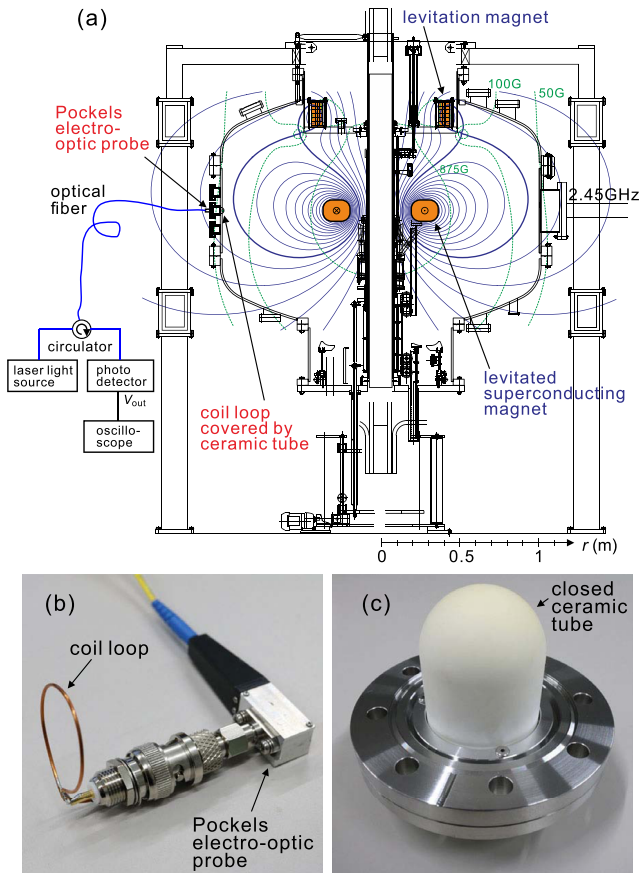 (a)
levitation magnet
100G
50G
Pockels
electro-
optic probe
875G
optical
fiber
2.45GHz
circulator
laser light
source
photo
detector
Vout
oscillo-
scope
coil loop
covered by
ceramic tube
levitated
superconducting
magnet
0 0.5 1 r (m)
(b)
coil loop
Pockels
electro-optic
probe
(c)
closed
ceramic
tube